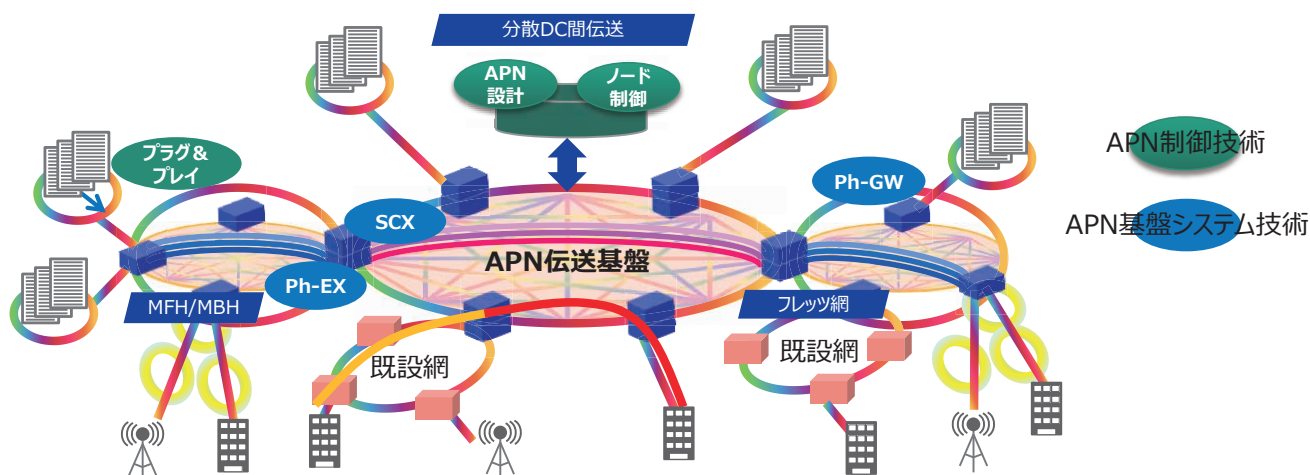 分散DC間伝送
APN
設計
ノード
制御
プラグ&
プレイ
SCX
Ph-GW
APN制御技術
APN基盤システム技術
APN伝送基盤
Ph-EX
MFH/MBH
フレッツ網
既設網
既設網